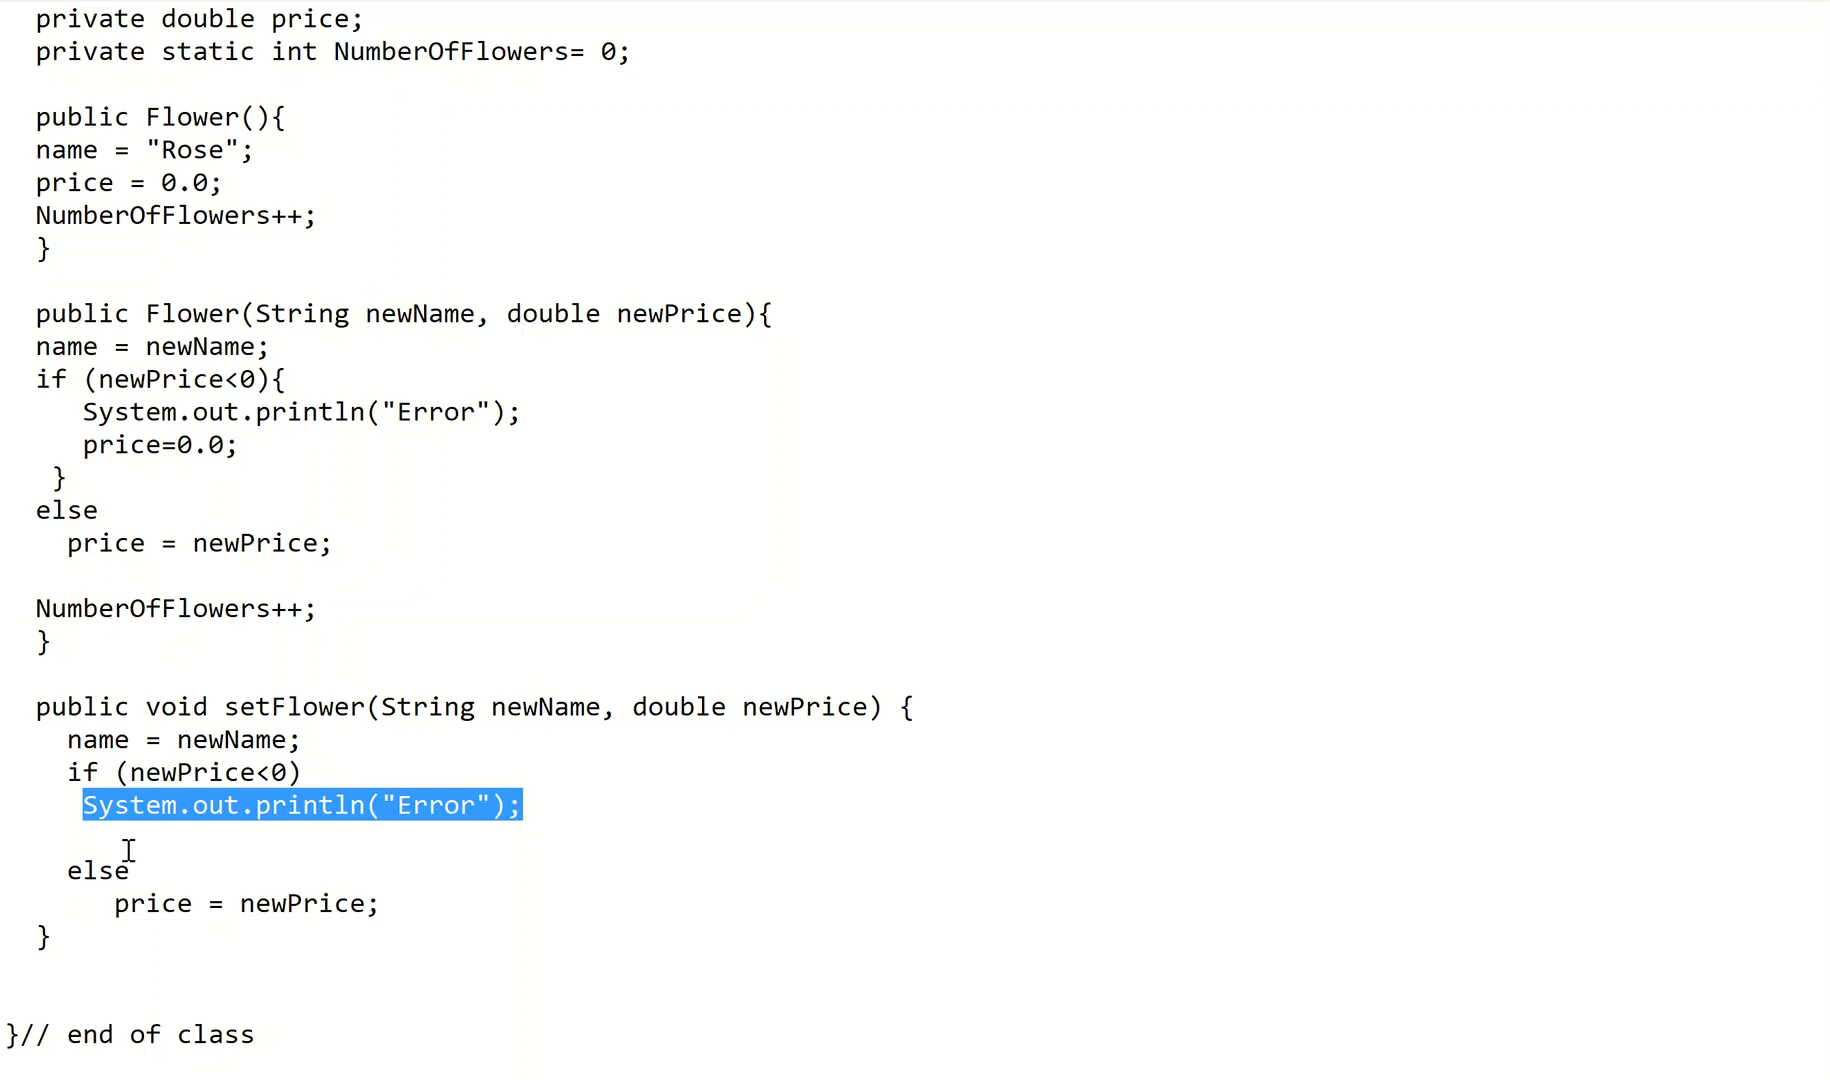 private double price;
private static int NumberOfFlowers= 0;
public Flower(){
name = "Rose";
price = 0.0;
NumberOfFlowers++;
}
public Flower(String newName, double newPrice){
name = newName;
if (newPrice<0){
System.out.println("Error");
price=0.0;
}
else
price = newPrice;
NumberOfFlowers++;
}
public void setFlower(String newName, double newPrice) {
name = newName;
if (newPrice<0)
System.out.println("Error");
else
price = newPrice;
}
}// end of class